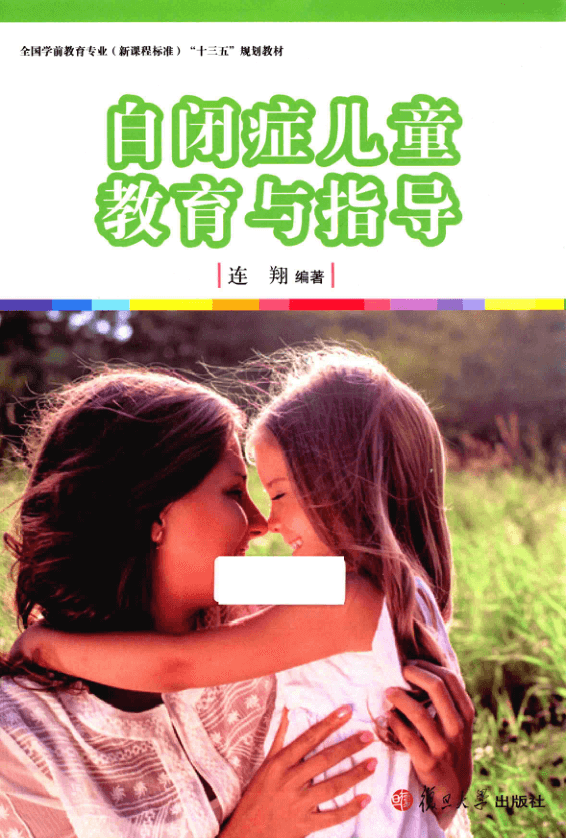 全国学前教育专业（新课程标准）“十三五”规划教材
自闭症儿童
教育与指导
连 翔 编著
復旦大學出版社